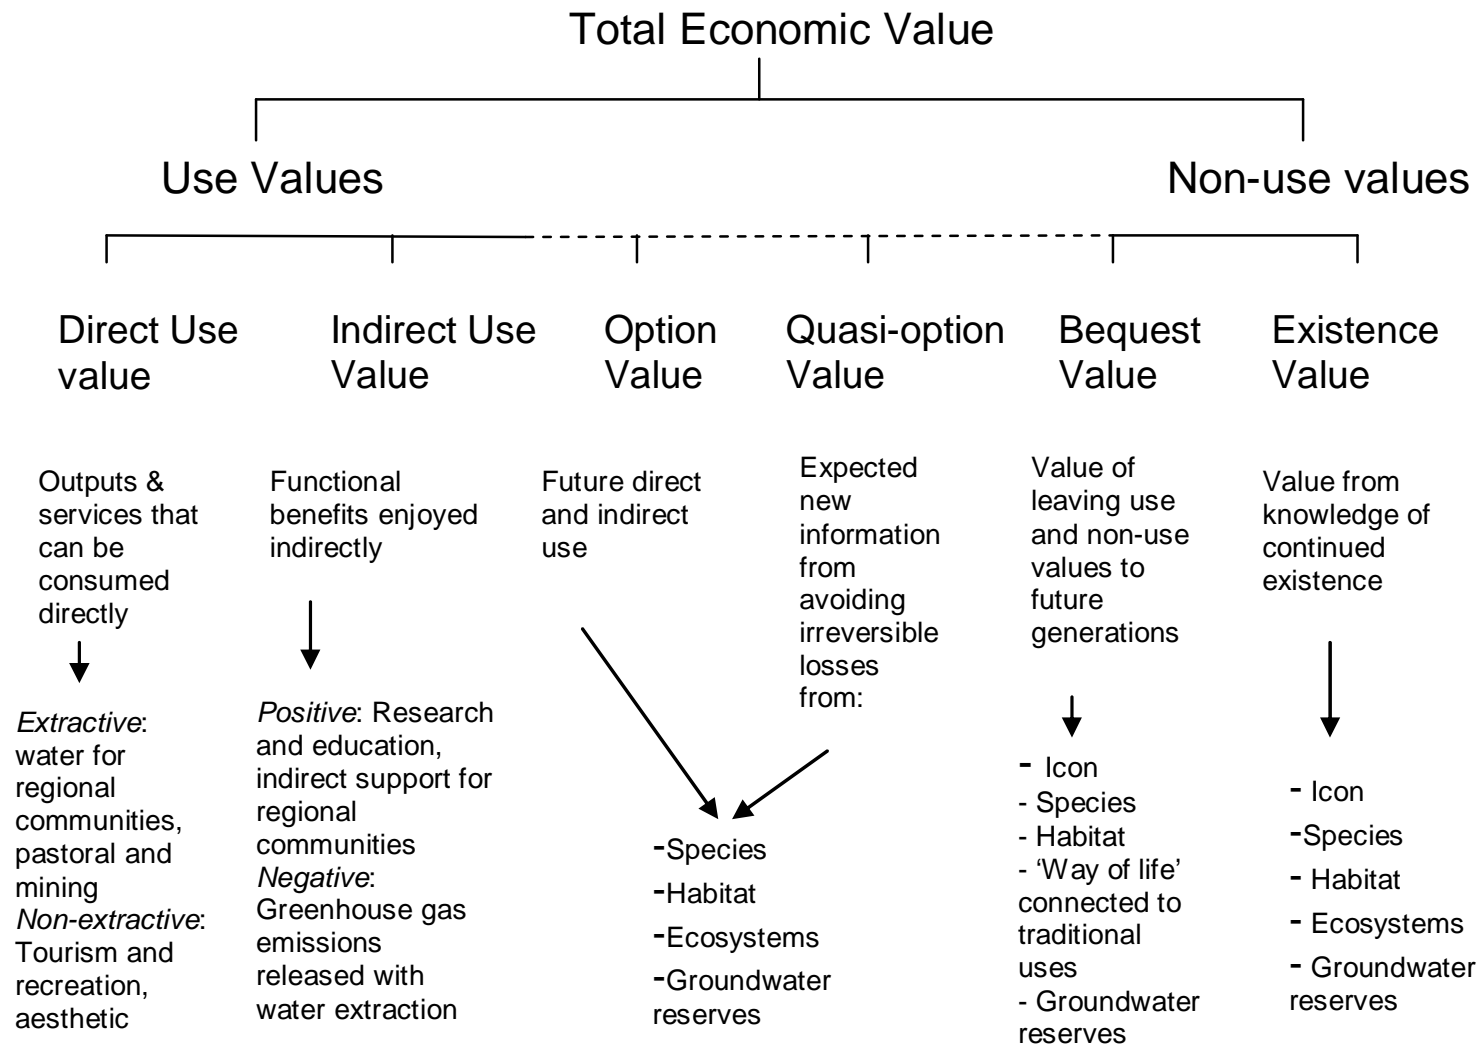 Total Economic Value
Use Values
Non-use values
Direct Use
value
Indirect Use
Value
Option
Value
Quasi-option
Value
Bequest
Value
Existence
Value
Outputs &
services that
can be
consumed
directly
Functional
benefits enjoyed
indirectly
Future direct
and indirect
use
Expected
new
information
from
avoiding
irreversible
losses
from:
Value of
leaving use
and non-use
values to
future
generations
Value from
knowledge of
continued
existence
Extractive:
water for
regional
communities,
pastoral and
mining
Non-extractive:
Tourism and
recreation,
aesthetic
Positive: Research
and education,
indirect support for
regional
communities
Negative:
Greenhouse gas
emissions
released with
water extraction
-Species
-Habitat
-Ecosystems
-Groundwater
reserves
- Icon
- Species
- Habitat
- ‘Way of life’
connected to
traditional
uses
- Groundwater
reserves
- Icon
-Species
- Habitat
- Ecosystems
- Groundwater
reserves